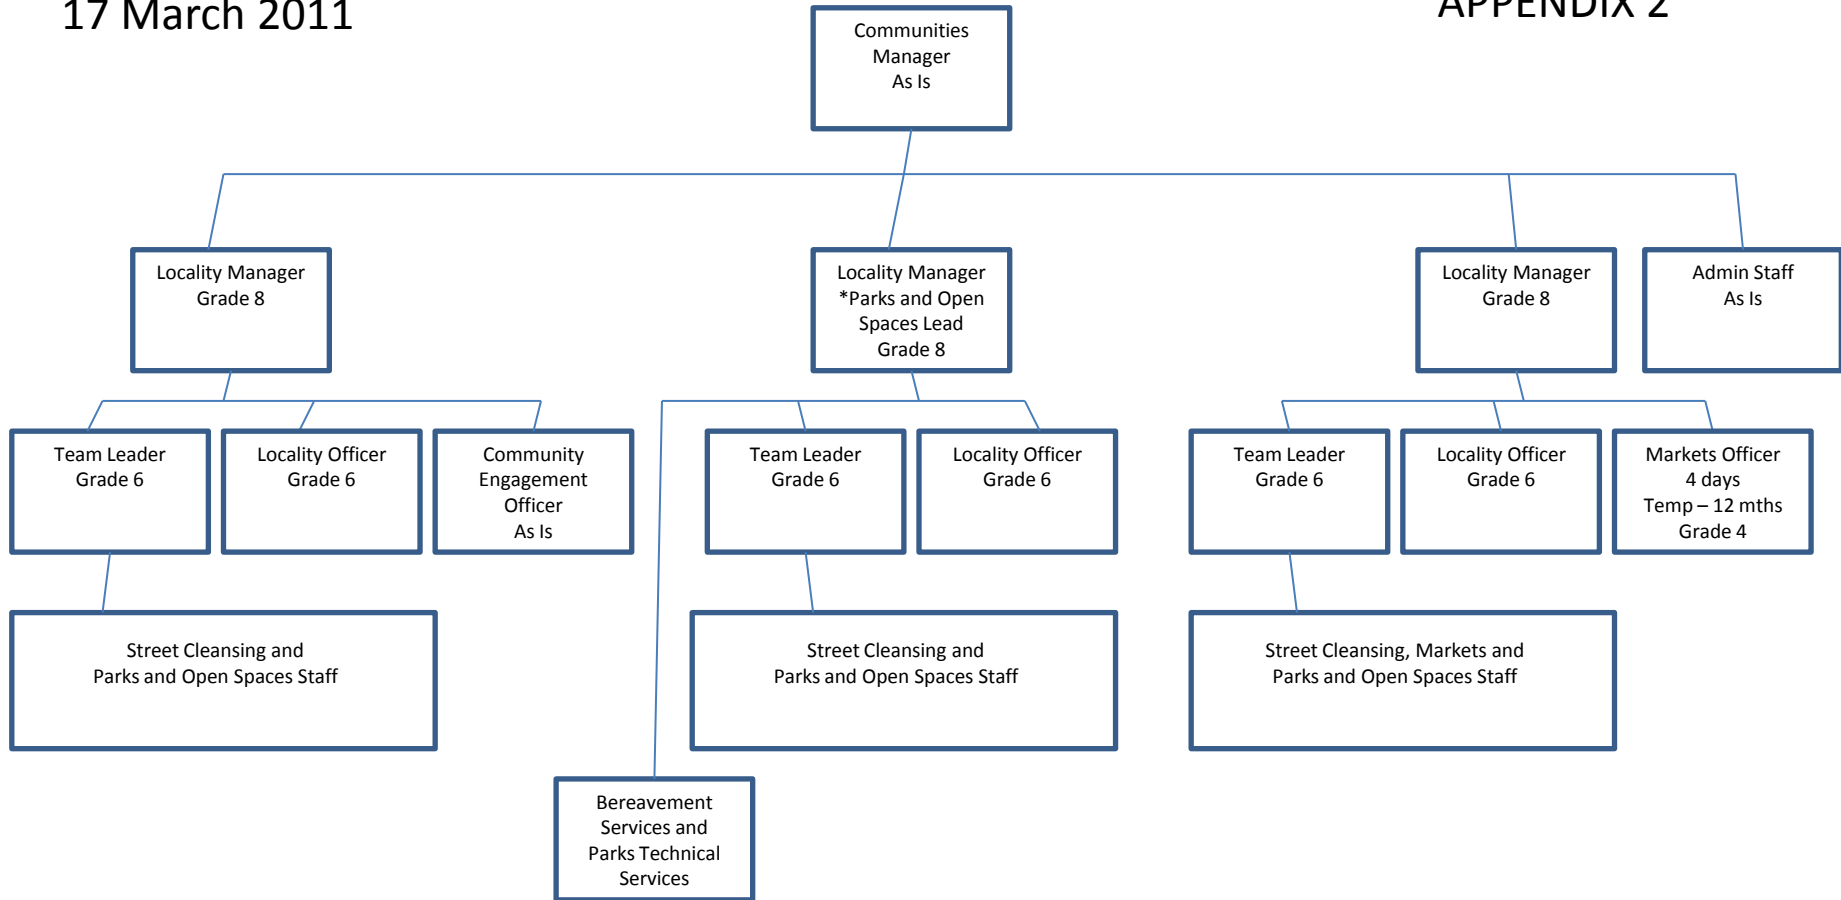 17 March 2011
APPENDIX 2
Communities
Manager
As Is
Locality Manager
Grade 8
Locality Manager
*Parks and Open
Spaces Lead
Grade 8
Locality Manager
Grade 8
Admin Staff
As Is
Team Leader
Grade 6
Locality Officer
Grade 6
Community
Engagement
Officer
As Is
Team Leader
Grade 6
Locality Officer
Grade 6
Team Leader
Grade 6
Locality Officer
Grade 6
Markets Officer
4 days
Temp – 12 mths
Grade 4
Street Cleansing and
Parks and Open Spaces Staff
Street Cleansing and
Parks and Open Spaces Staff
Street Cleansing, Markets and
Parks and Open Spaces Staff
Bereavement
Services and
Parks Technical
Services